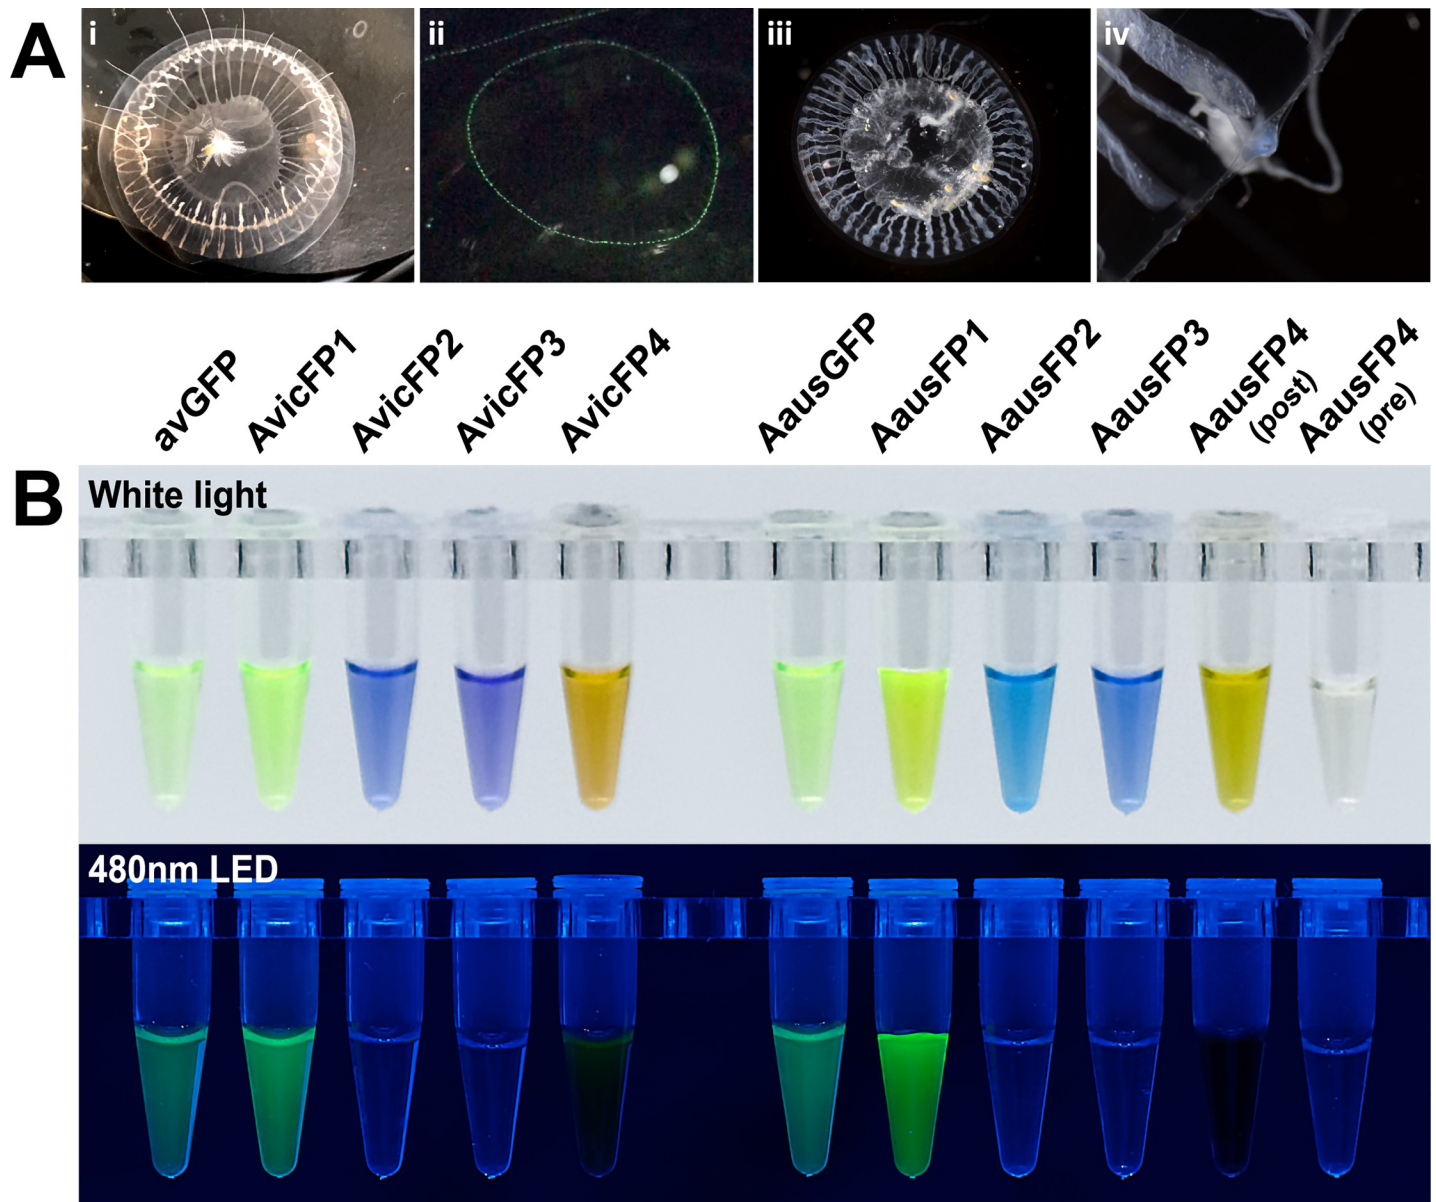 A
i
ii
iii
iv
avGFP
AvicFP1
AvicFP2
AvicFP3
AvicFP4
AausGFP
AausFP1
AausFP2
AausFP3
AausFP4
(post)
AausFP4
(pre)
B
White light
480nm LED